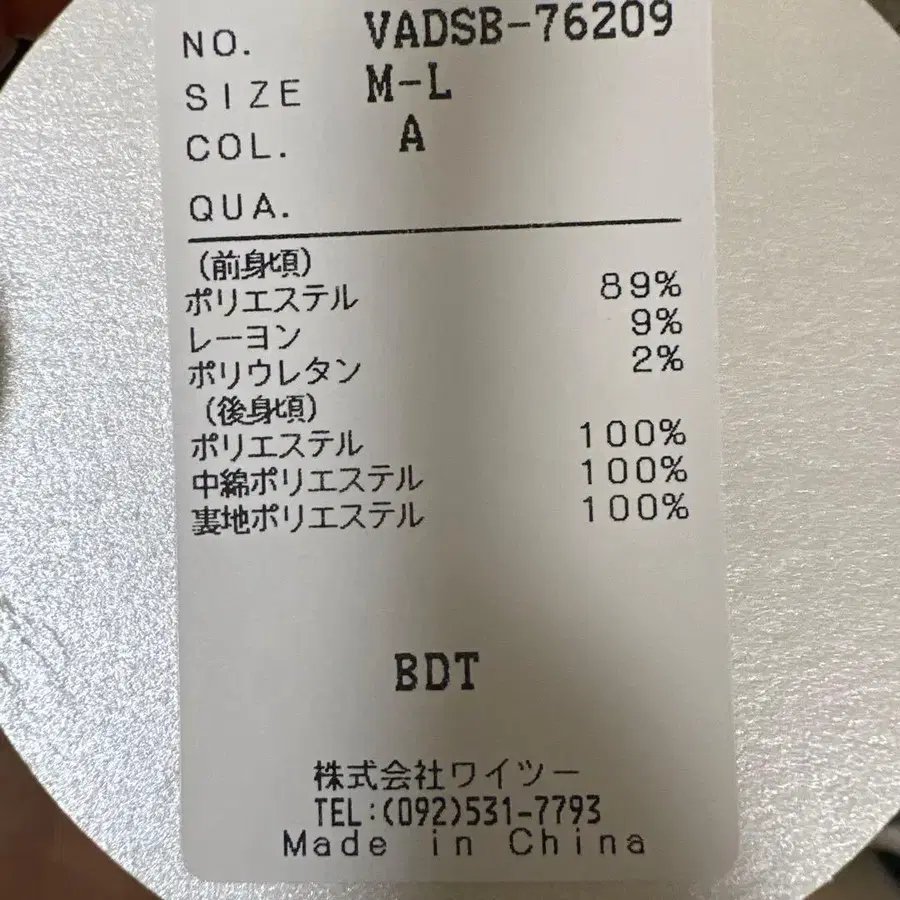 NO. VADSB-76209
SIZE M-L
COL. A
QUA.
(前身頃)
ポリエステル 89%
レーヨン 9%
ポリウレタン 2%
(後身頃)
ポリエステル 100%
中綿ポリエステル 100%
裏地ポリエステル 100%
BDT
株式会社ワイツー
TEL:(092)531-7793
Made in China